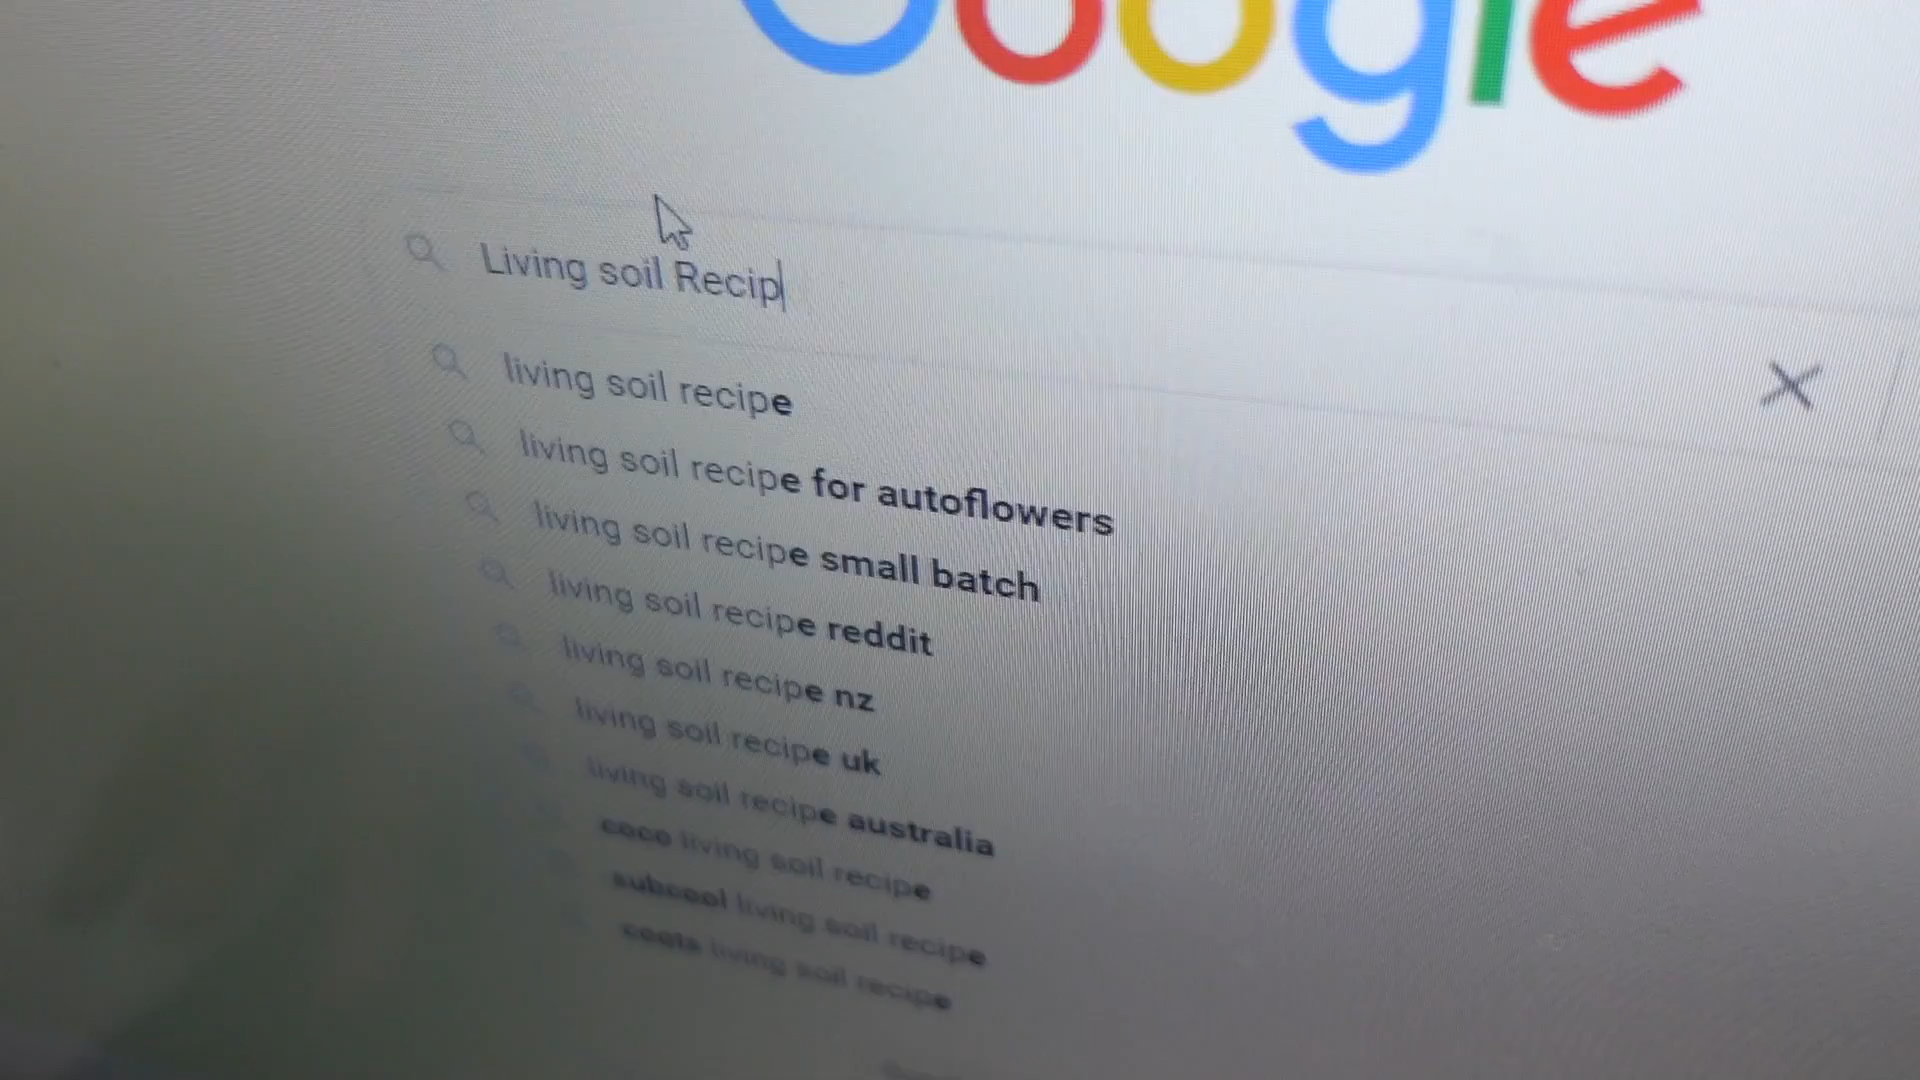 Google
Living soil Recip
living soil recipe
living soil recipe for autoflowers
living soil recipe small batch
living soil recipe reddit
living soil recipe nz
living soil recipe uk
living soil recipe australia
coco living soil recipe
subcool living soil recipe
coots living soil recipe